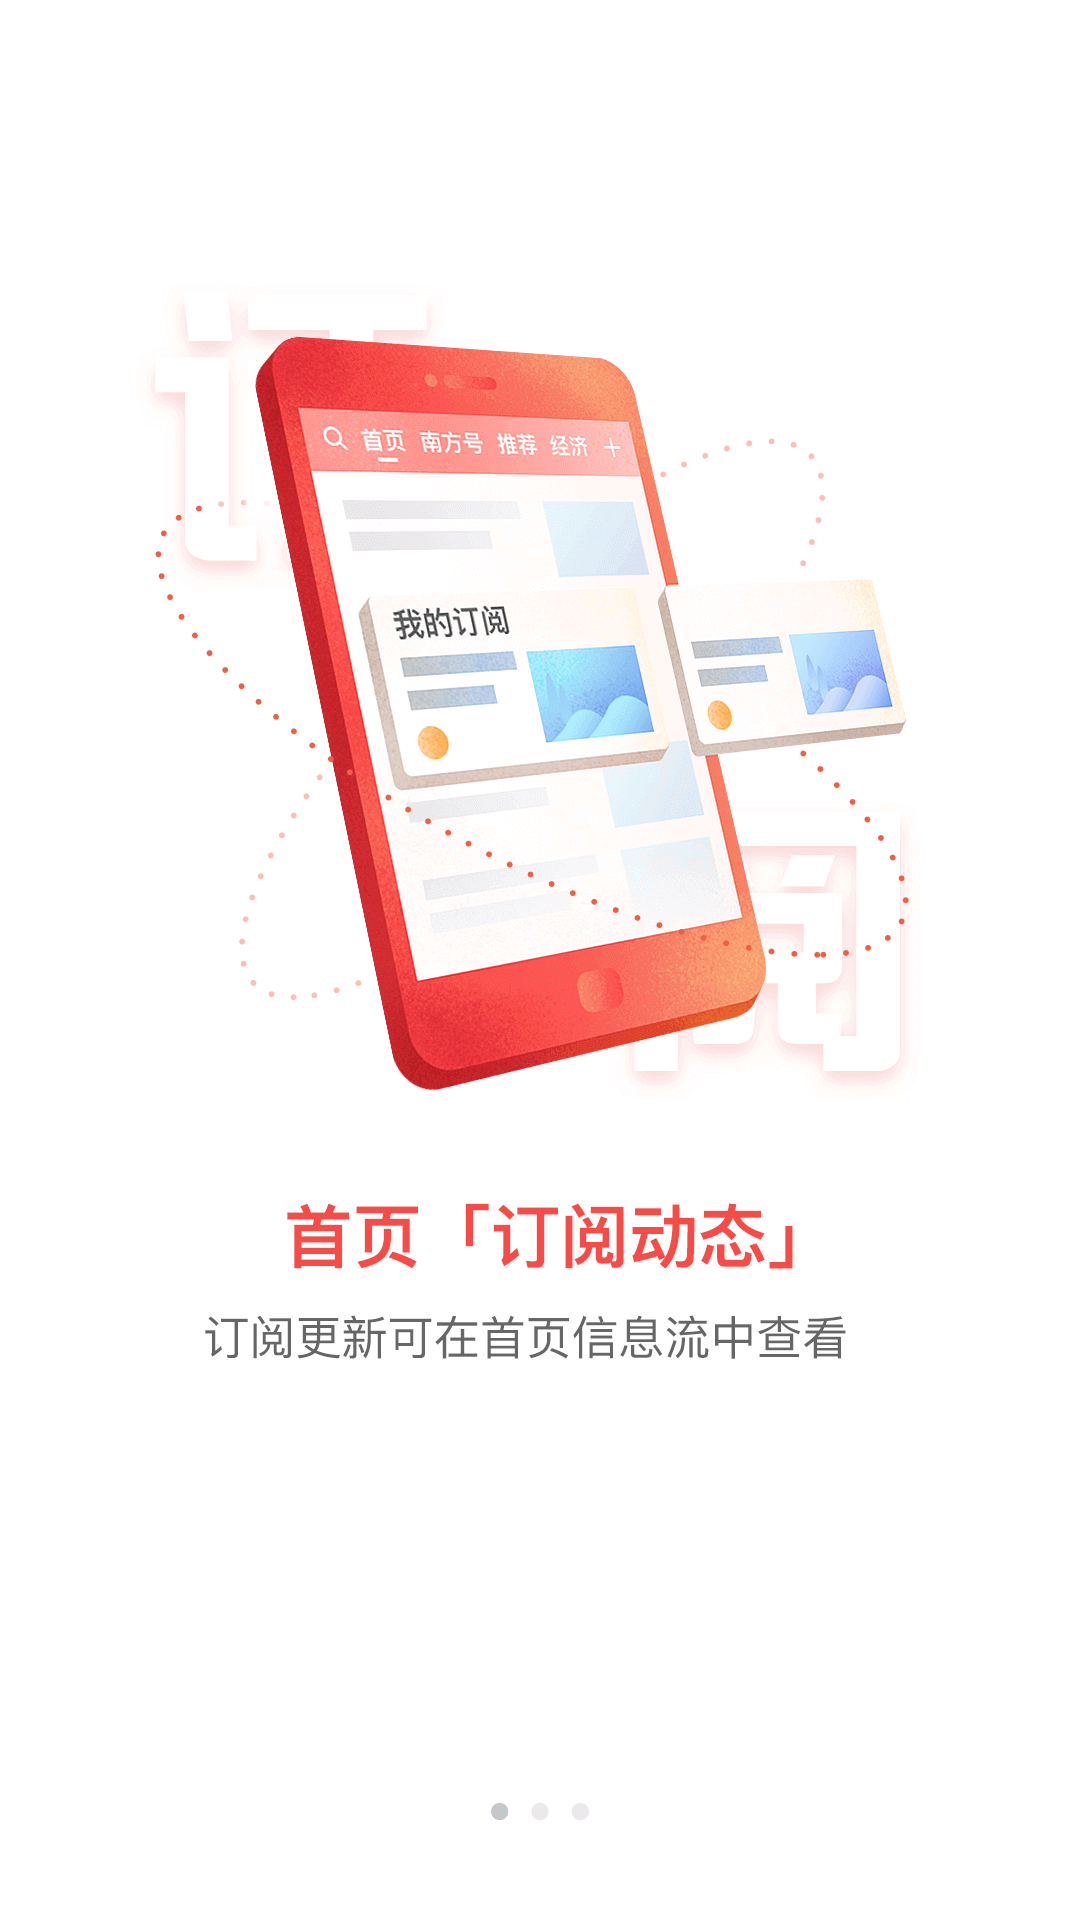 订
首页 南方号 推荐 经济 +
我的订阅
阅
首页「订阅动态」
订阅更新可在首页信息流中查看